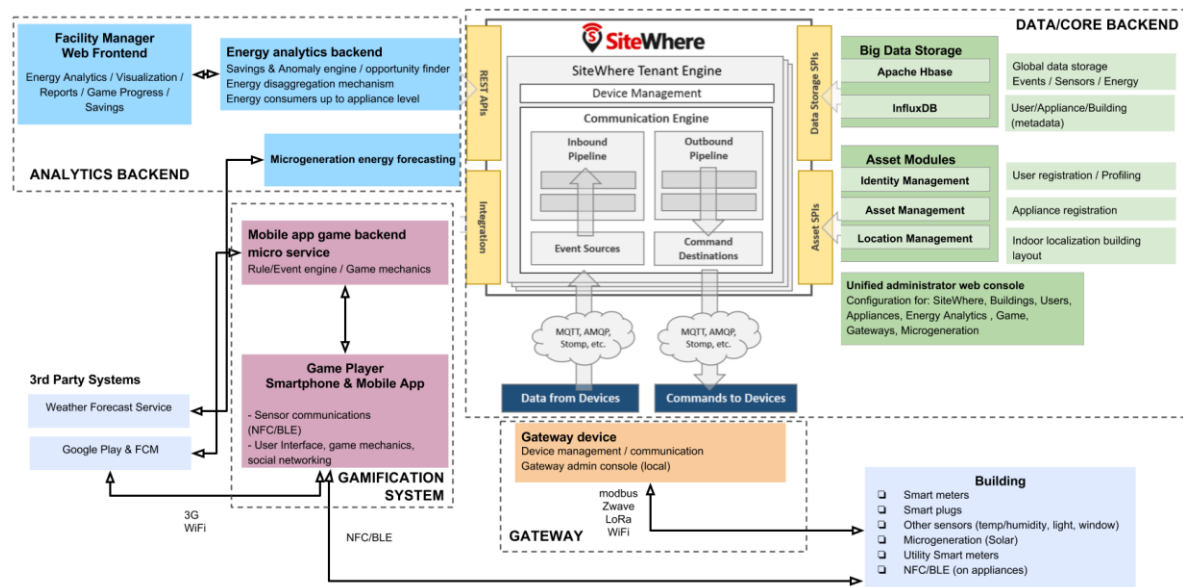 Facility Manager
Web Frontend
Energy Analytics / Visualization /
Reports / Game Progress /
Savings
Energy analytics backend
Savings & Anomaly engine / opportunity finder
Energy disaggregation mechanism
Energy consumers up to appliance level
Microgeneration energy forecasting
ANALYTICS BACKEND
DATA/CORE BACKEND
SiteWhere
SiteWhere Tenant Engine
Device Management
Communication Engine
Inbound
Pipeline
Outbound
Pipeline
Event Sources
Command
Destinations
REST APIs
Integration
Data Storage SPIs
Asset SPIs
MQTT, AMQP,
Stomp, etc.
MQTT, AMQP,
Stomp, etc.
Data from Devices
Commands to Devices
Big Data Storage
Apache Hbase
InfluxDB
Global data storage
Events / Sensors / Energy
User/Appliance/Building
(metadata)
Asset Modules
Identity Management
Asset Management
Location Management
User registration / Profiling
Appliance registration
Indoor localization building
layout
Unified administrator web console
Configuration for: SiteWhere, Buildings, Users,
Appliances, Energy Analytics , Game,
Gateways, Microgeneration
Mobile app game backend
micro service
Rule/Event engine / Game mechanics
Game Player
Smartphone & Mobile App
- Sensor communications
(NFC/BLE)
- User Interface, game mechanics,
social networking
GAMIFICATION
SYSTEM
3rd Party Systems
Weather Forecast Service
Google Play & FCM
3G
WiFi
NFC/BLE
Gateway device
Device management / communication
Gateway admin console (local)
modbus
Zwave
LoRa
WiFi
GATEWAY
Building
❑ Smart meters
❑ Smart plugs
❑ Other sensors (temp/humidity, light, window)
❑ Microgeneration (Solar)
❑ Utility Smart meters
❑ NFC/BLE (on appliances)